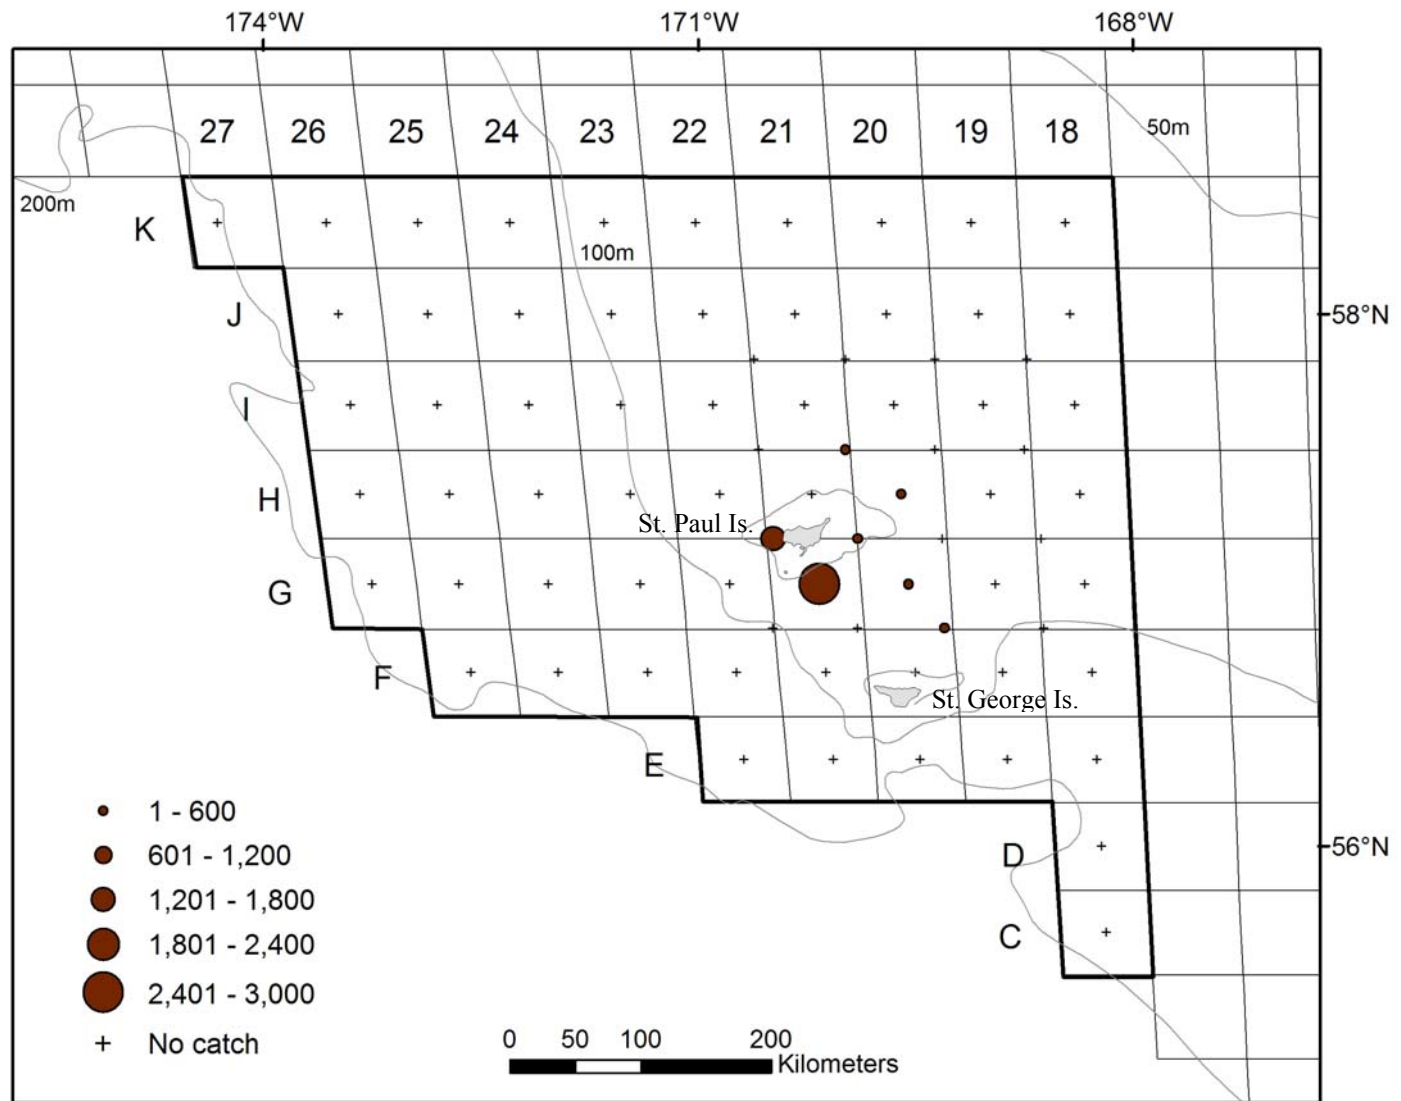 174°W 171°W 168°W
27 26 25 24 23 22 21 20 19 18 50m
200m
K
100m
J
58°N
I
H
St. Paul Is.
G
F
St. George Is.
E
1 - 600
D
56°N
601 - 1,200
1,201 - 1,800
C
1,801 - 2,400
2,401 - 3,000
No catch
0 50 100 200
Kilometers